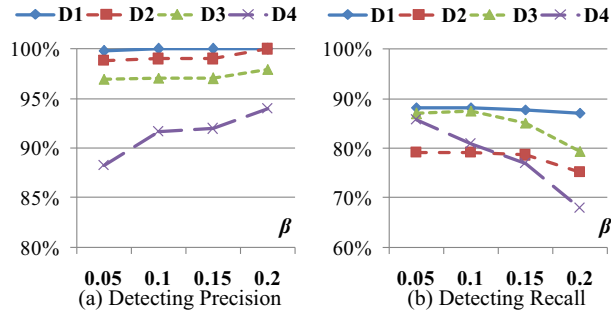 D1 D2 D3 D4
100%
95%
90%
85%
80%
β
0.05 0.1 0.15 0.2
(a) Detecting Precision
D1 D2 D3 D4
100%
90%
80%
70%
60%
β
0.05 0.1 0.15 0.2
(b) Detecting Recall